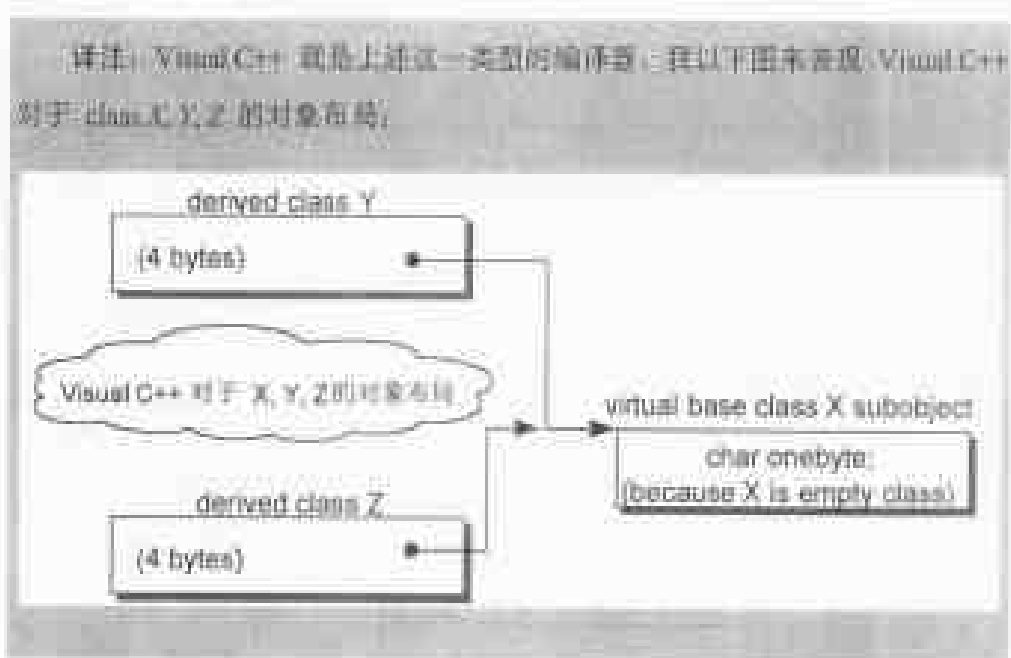 译注：Visual C++ 就是上述这一类型的编译器。我以下图来表现 Visual C++
对于 class X, Y, Z 的对象布局。
derived class Y
(4 bytes)
Visual C++ 对于 X, Y, Z的对象布局
virtual base class X subobject
char onebyte;
(because X is empty class)
derived class Z
(4 bytes)